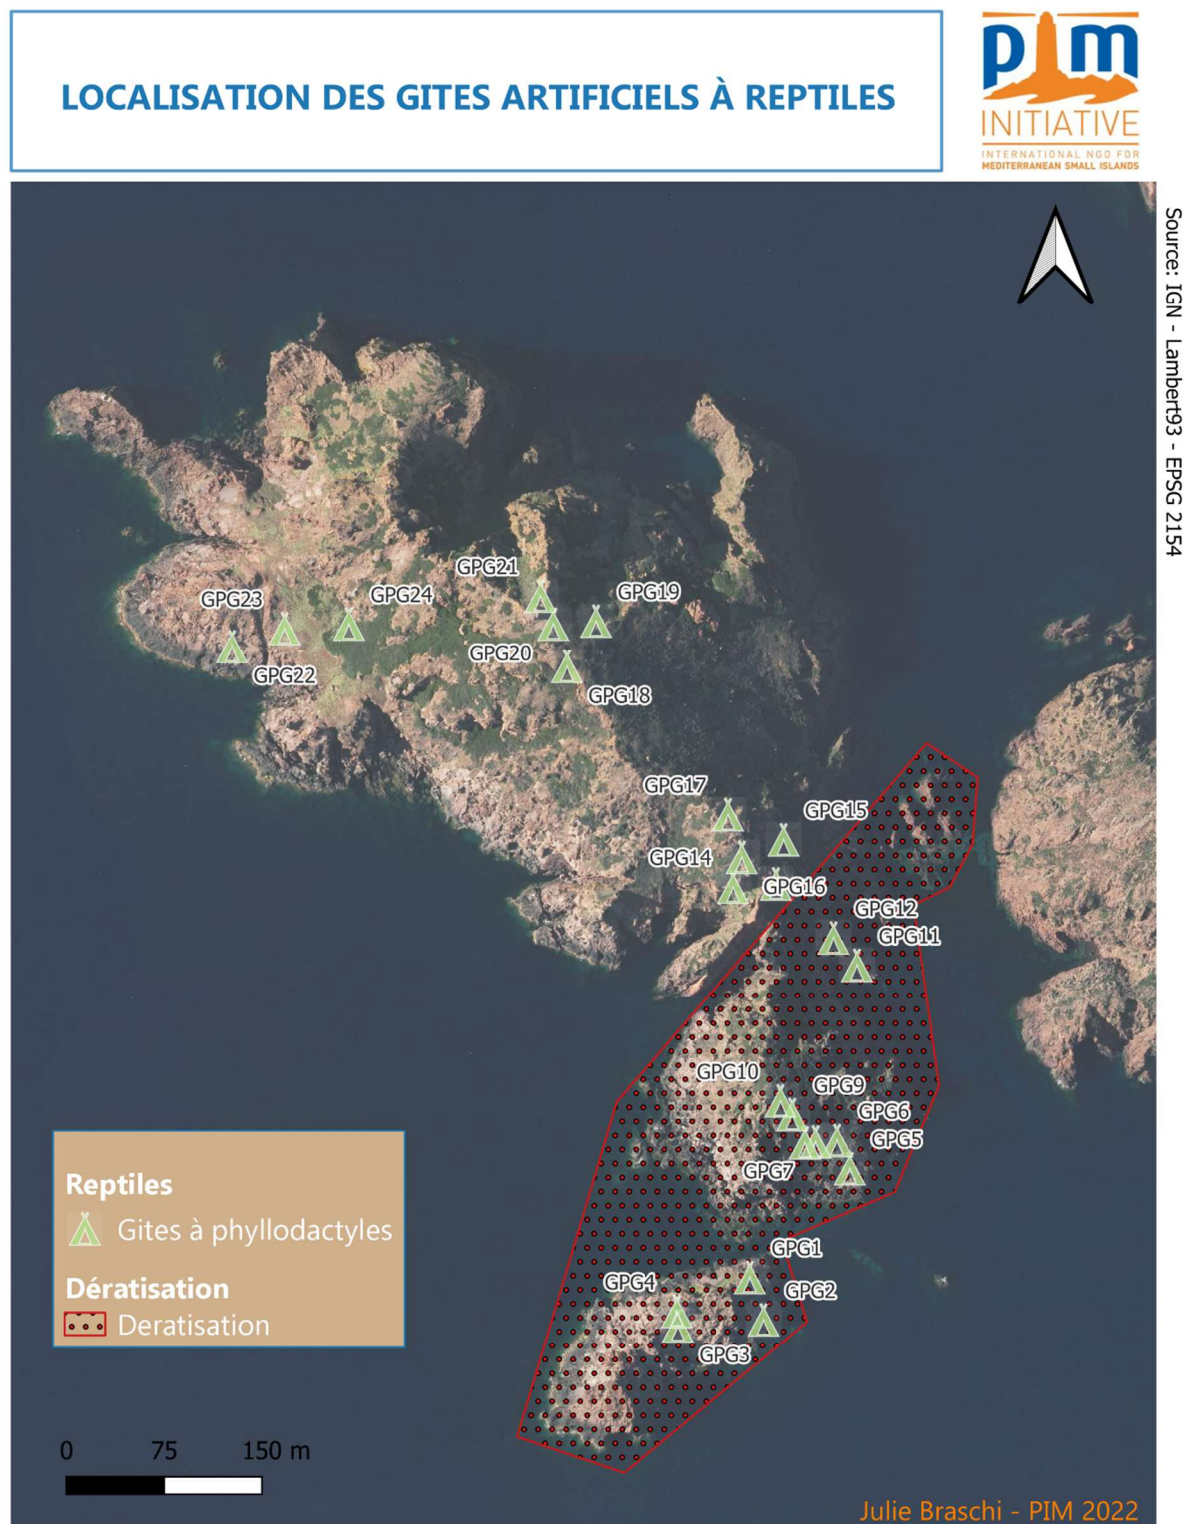 LOCALISATION DES GITES ARTIFICIELS À REPTILES
pim
INITIATIVE
INTERNATIONAL NGO FOR
MEDITERRANEAN SMALL ISLANDS
Source: IGN - Lambert93 - EPSG 2154
GPG21
GPG23
GPG24
GPG19
GPG20
GPG22
GPG18
GPG17
GPG15
GPG14
GPG16
GPG12
GPG11
GPG10
GPG9
GPG6
GPG5
GPG7
GPG1
GPG4
GPG2
GPG3
Reptiles
Gites à phyllodactyles
Dératisation
Deratisation
0 75 150 m
Julie Braschi - PIM 2022